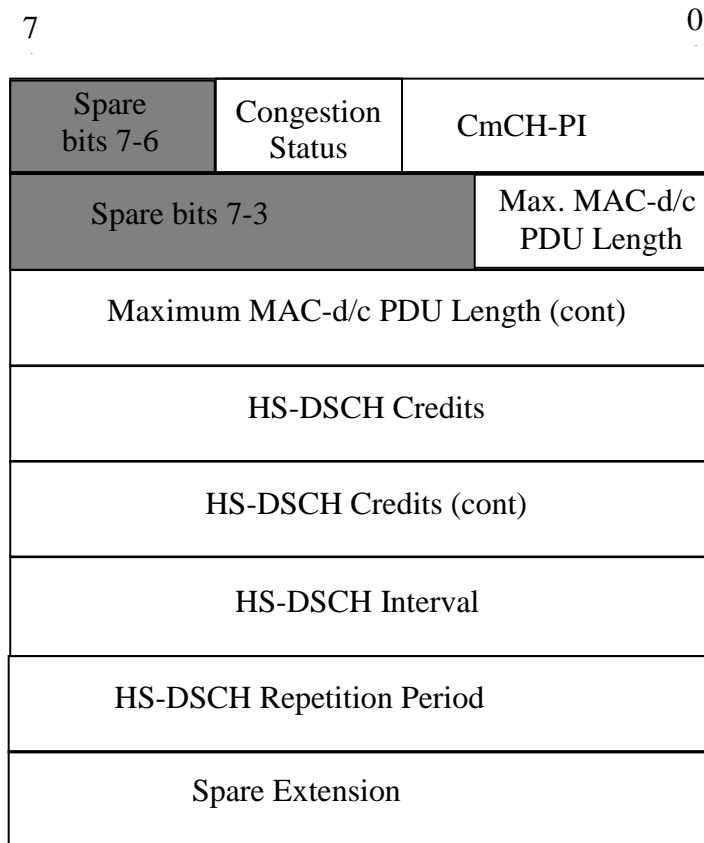 7 0
Spare
bits 7-6
Congestion
Status
CmCH-PI
Spare bits 7-3
Max. MAC-d/c
PDU Length
Maximum MAC-d/c PDU Length (cont)
HS-DSCH Credits
HS-DSCH Credits (cont)
HS-DSCH Interval
HS-DSCH Repetition Period
Spare Extension